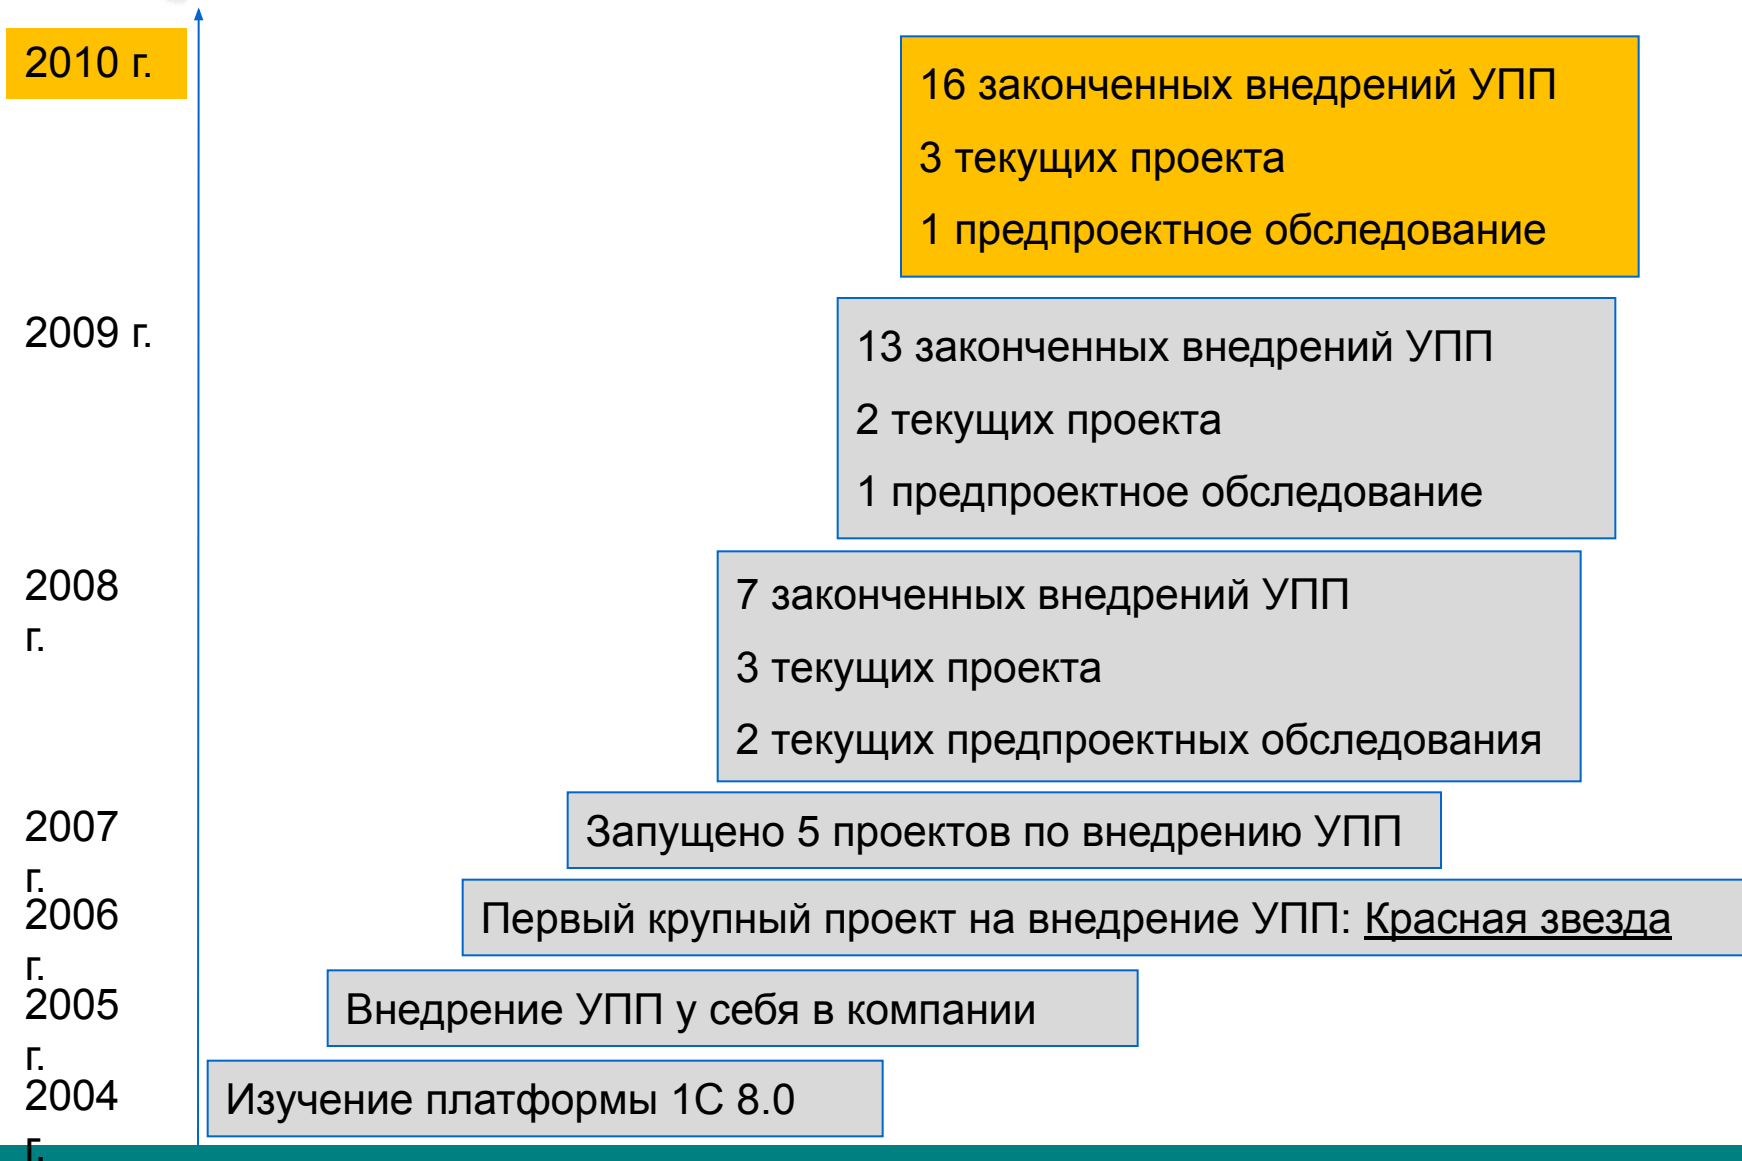 2010 г.
16 законченных внедрений УПП
3 текущих проекта
1 предпроектное обследование
2009 г.
13 законченных внедрений УПП
2 текущих проекта
1 предпроектное обследование
2008
г.
7 законченных внедрений УПП
3 текущих проекта
2 текущих предпроектных обследования
2007
г.
Запущено 5 проектов по внедрению УПП
2006
г.
Первый крупный проект на внедрение УПП: Красная звезда
2005
г.
Внедрение УПП у себя в компании
2004
г.
Изучение платформы 1С 8.0